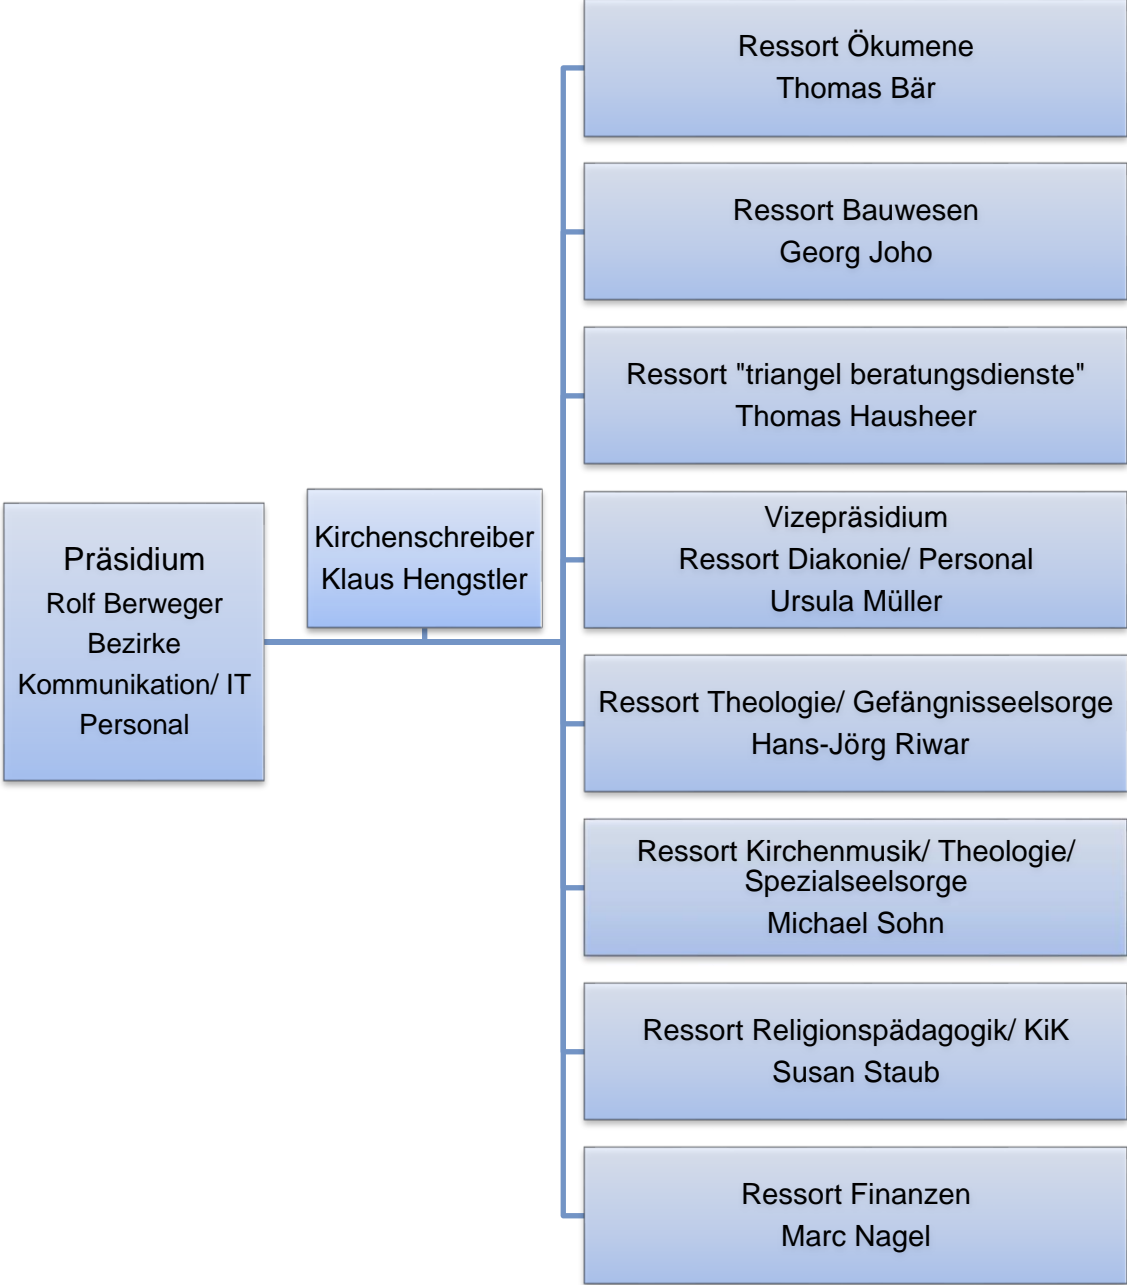 Präsidium
Rolf Berweger
Bezirke
Kommunikation/ IT
Personal
Kirchenschreiber
Klaus Hengstler
Ressort Ökumene
Thomas Bär
Ressort Bauwesen
Georg Joho
Ressort "triangel beratungsdienste"
Thomas Hausheer
Vizepräsidium
Ressort Diakonie/ Personal
Ursula Müller
Ressort Theologie/ Gefängnisseelsorge
Hans-Jörg Riwar
Ressort Kirchenmusik/ Theologie/
Spezialseelsorge
Michael Sohn
Ressort Religionspädagogik/ KiK
Susan Staub
Ressort Finanzen
Marc Nagel